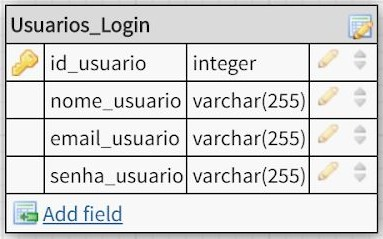 Usuarios_Login
id_usuario integer
nome_usuario varchar(255)
email_usuario varchar(255)
senha_usuario varchar(255)
Add field